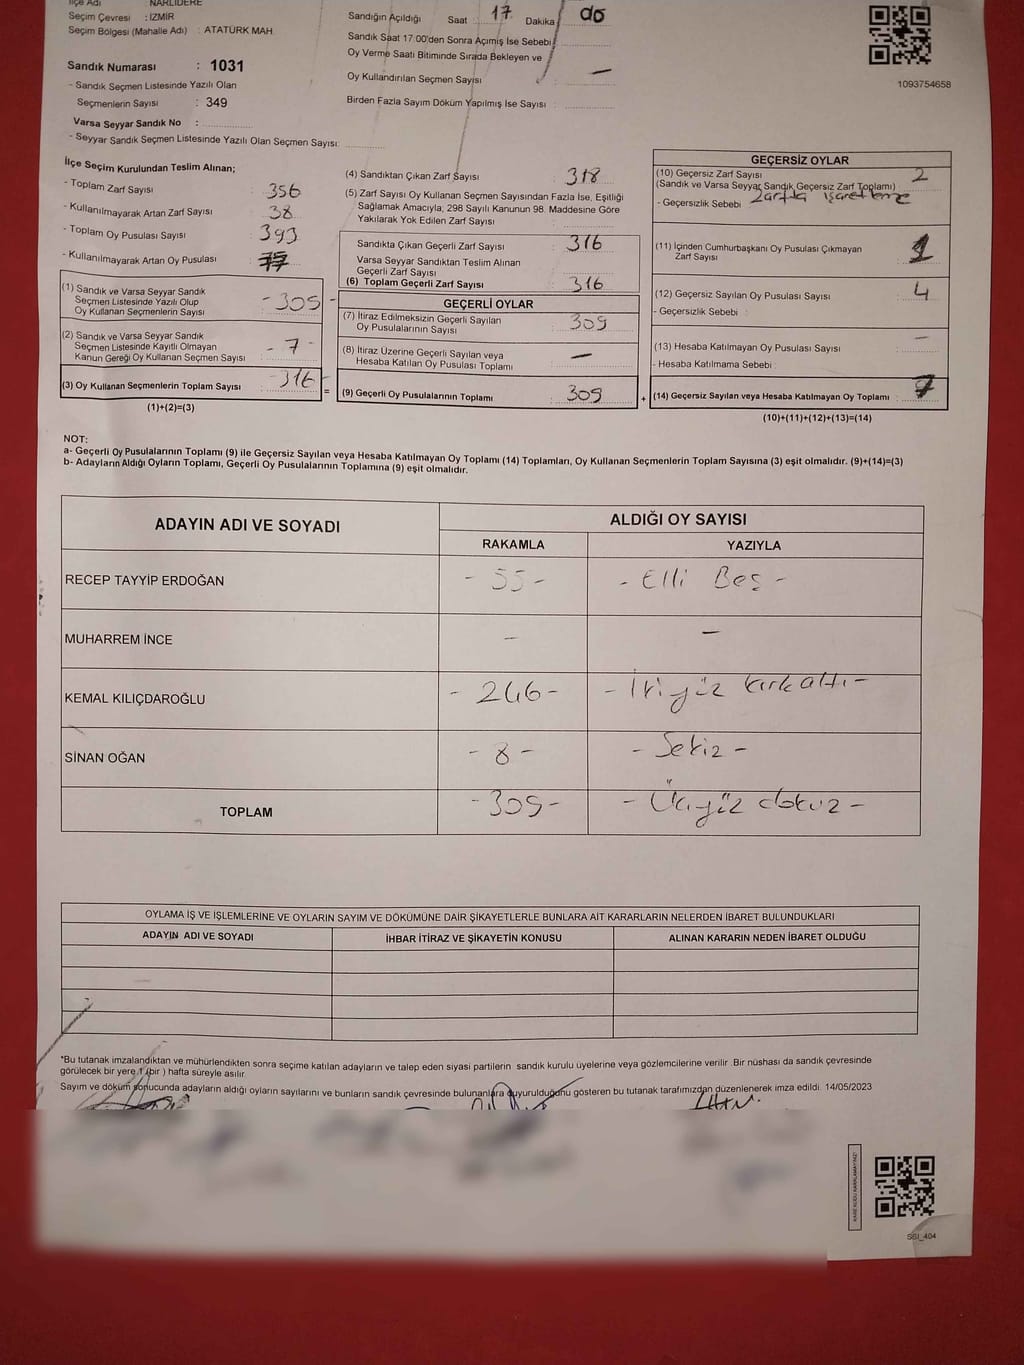 İlçe Adı NARLIDERE
Seçim Çevresi : İZMİR
Seçim Bölgesi (Mahalle Adı) : ATATÜRK MAH.
Sandık Numarası : 1031
- Sandık Seçmen Listesinde Yazılı Olan
Seçmenlerin Sayısı : 349
Varsa Seyyar Sandık No :
- Seyyar Sandık Seçmen Listesinde Yazılı Olan Seçmen Sayısı:
Sandığın Açıldığı Saat 17 Dakika 00
Sandık Saat 17:00'den Sonra Açımış İse Sebebi
Oy Verme Saati Bitiminde Sırada Bekleyen ve
Oy Kullandırılan Seçmen Sayısı —
Birden Fazla Sayım Döküm Yapılmış İse Sayısı :
1093754658
İlçe Seçim Kurulundan Teslim Alınan;
- Toplam Zarf Sayısı 356
- Kullanılmayarak Artan Zarf Sayısı 38
- Toplam Oy Pusulası Sayısı 393
- Kullanılmayarak Artan Oy Pusulası : 77
(1) Sandık ve Varsa Seyyar Sandık
Seçmen Listesinde Yazılı Olup
Oy Kullanan Seçmenlerin Sayısı - 309 -
(2) Sandık ve Varsa Seyyar Sandık
Seçmen Listesinde Kayıtlı Olmayan
Kanun Gereği Oy Kullanan Seçmen Sayısı - 7 -
(3) Oy Kullanan Seçmenlerin Toplam Sayısı - 316 - =
(1)+(2)=(3)
(4) Sandıktan Çıkan Zarf Sayısı : 318
(5) Zarf Sayısı Oy Kullanan Seçmen Sayısından Fazla İse, Eşitliği
Sağlamak Amacıyla; 298 Sayılı Kanunun 98. Maddesine Göre
Yakılarak Yok Edilen Zarf Sayısı
Sandıkta Çıkan Geçerli Zarf Sayısı : 316
Varsa Seyyar Sandıktan Teslim Alınan
Geçerli Zarf Sayısı
(6) Toplam Geçerli Zarf Sayısı : 316
GEÇERLİ OYLAR
(7) İtiraz Edilmeksizin Geçerli Sayılan
Oy Pusulalarının Sayısı : 309
(8) İtiraz Üzerine Geçerli Sayılan veya
Hesaba Katılan Oy Pusulası Toplamı : —
(9) Geçerli Oy Pusulalarının Toplamı : 309 +
GEÇERSİZ OYLAR
(10) Geçersiz Zarf Sayısı 2
(Sandık ve Varsa Seyyar Sandık Geçersiz Zarf Toplamı)
- Geçersizlik Sebebi Zarfta işaretleme
(11) İçinden Cumhurbaşkanı Oy Pusulası Çıkmayan
Zarf Sayısı 1
(12) Geçersiz Sayılan Oy Pusulası Sayısı : 4
- Geçersizlik Sebebi :
(13) Hesaba Katılmayan Oy Pusulası Sayısı : —
- Hesaba Katılmama Sebebi :
(14) Geçersiz Sayılan veya Hesaba Katılmayan Oy Toplamı : 7
(10)+(11)+(12)+(13)=(14)
NOT:
a- Geçerli Oy Pusulalarının Toplamı (9) ile Geçersiz Sayılan veya Hesaba Katılmayan Oy Toplamı (14) Toplamları, Oy Kullanan Seçmenlerin Toplam Sayısına (3) eşit olmalıdır. (9)+(14)=(3)
b- Adayların Aldığı Oyların Toplamı, Geçerli Oy Pusulalarının Toplamına (9) eşit olmalıdır.
ADAYIN ADI VE SOYADI ALDIĞI OY SAYISI
RAKAMLA YAZIYLA
RECEP TAYYİP ERDOĞAN - 55 - - Elli Beş -
MUHARREM İNCE — —
KEMAL KILIÇDAROĞLU - 246 - - İkiyüz kırkaltı -
SİNAN OĞAN - 8 - - Sekiz -
TOPLAM - 309 - - Üçyüz dokuz -
OYLAMA İŞ VE İŞLEMLERİNE VE OYLARIN SAYIM VE DÖKÜMÜNE DAİR ŞİKAYETLERLE BUNLARA AİT KARARLARIN NELERDEN İBARET BULUNDUKLARI
ADAYIN ADI VE SOYADI İHBAR İTİRAZ VE ŞİKAYETİN KONUSU ALINAN KARARIN NEDEN İBARET OLDUĞU
*Bu tutanak imzalandıktan ve mühürlendikten sonra seçime katılan adayların ve talep eden siyasi partilerin sandık kurulu üyelerine veya gözlemcilerine verilir. Bir nüshası da sandık çevresinde
görülecek bir yere 1 (bir) hafta süreyle asılır.
Sayım ve döküm sonucunda adayların aldığı oyların sayılarını ve bunların sandık çevresinde bulunanlara duyurulduğunu gösteren bu tutanak tarafımızdan düzenlenerek imza edildi. 14/05/2023
SSI_404